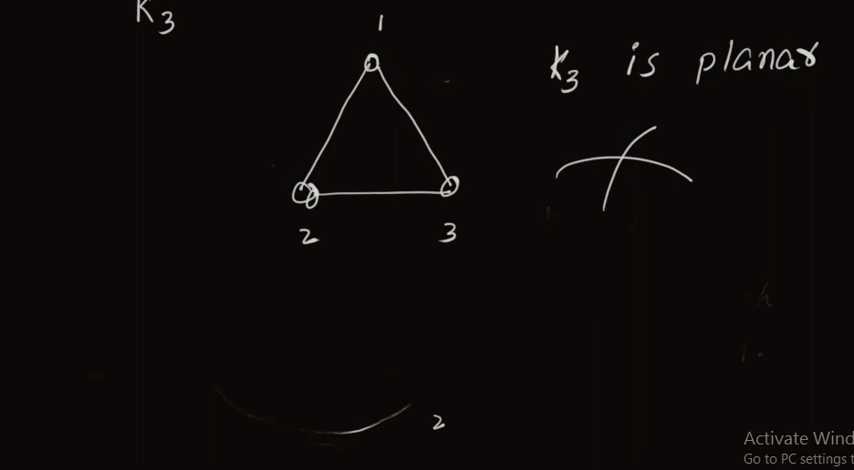 K3
1
K3 is planar
2 3
2
Activate Wind
Go to PC settings t